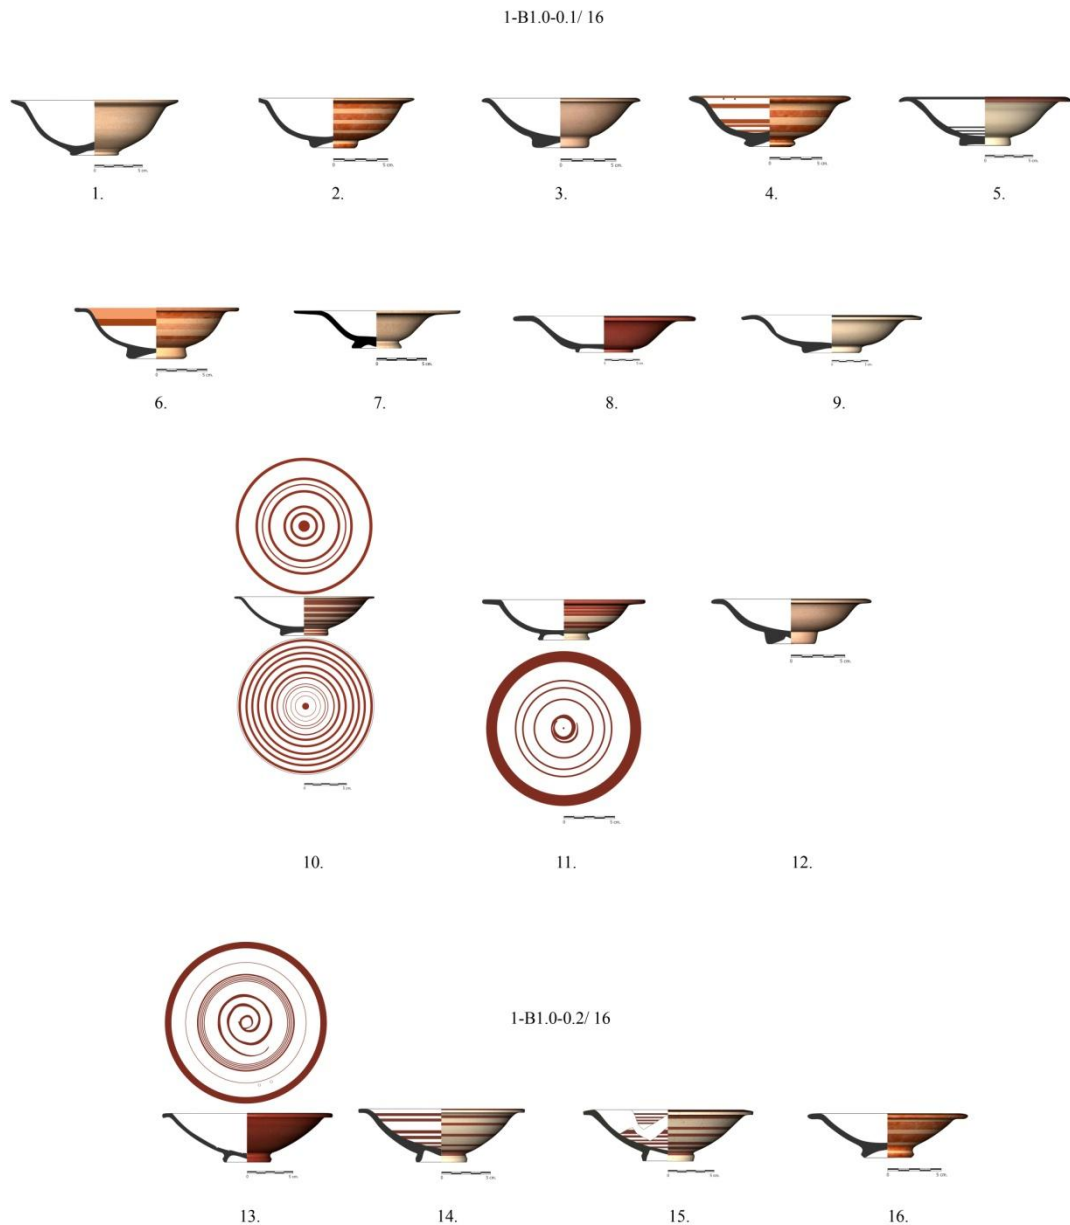 1-B1.0-0.1/ 16
1. 2. 3. 4. 5.
6. 7. 8. 9.
10. 11. 12.
1-B1.0-0.2/ 16
13. 14. 15. 16.